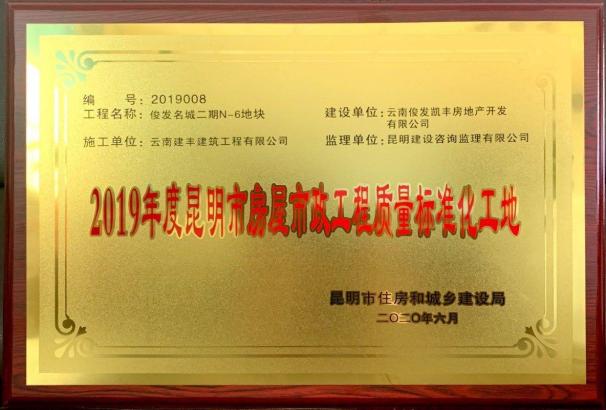 编 号：2019008
工程名称：俊发名城二期N-6地块
建设单位：云南俊发凯丰房地产开发
有限公司
施工单位：云南建丰建筑工程有限公司
监理单位：昆明建设咨询监理有限公司
2019年度昆明市房屋市政工程质量标准化工地
昆明市住房和城乡建设局
二〇二〇年六月